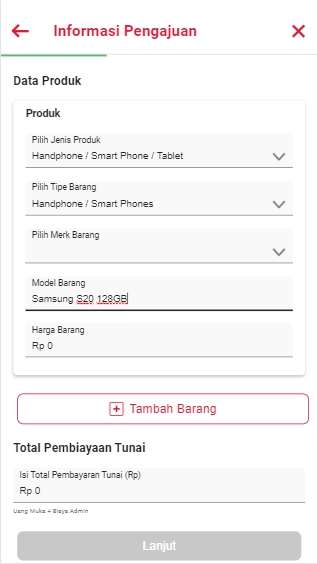 Informasi Pengajuan
Data Produk
Produk
Pilih Jenis Produk
Handphone / Smart Phone / Tablet
Pilih Tipe Barang
Handphone / Smart Phones
Pilih Merk Barang
Model Barang
Samsung S20 128GB
Harga Barang
Rp 0
Tambah Barang
Total Pembiayaan Tunai
Isi Total Pembayaran Tunai (Rp)
Rp 0
Uang Muka + Biaya Admin
Lanjut